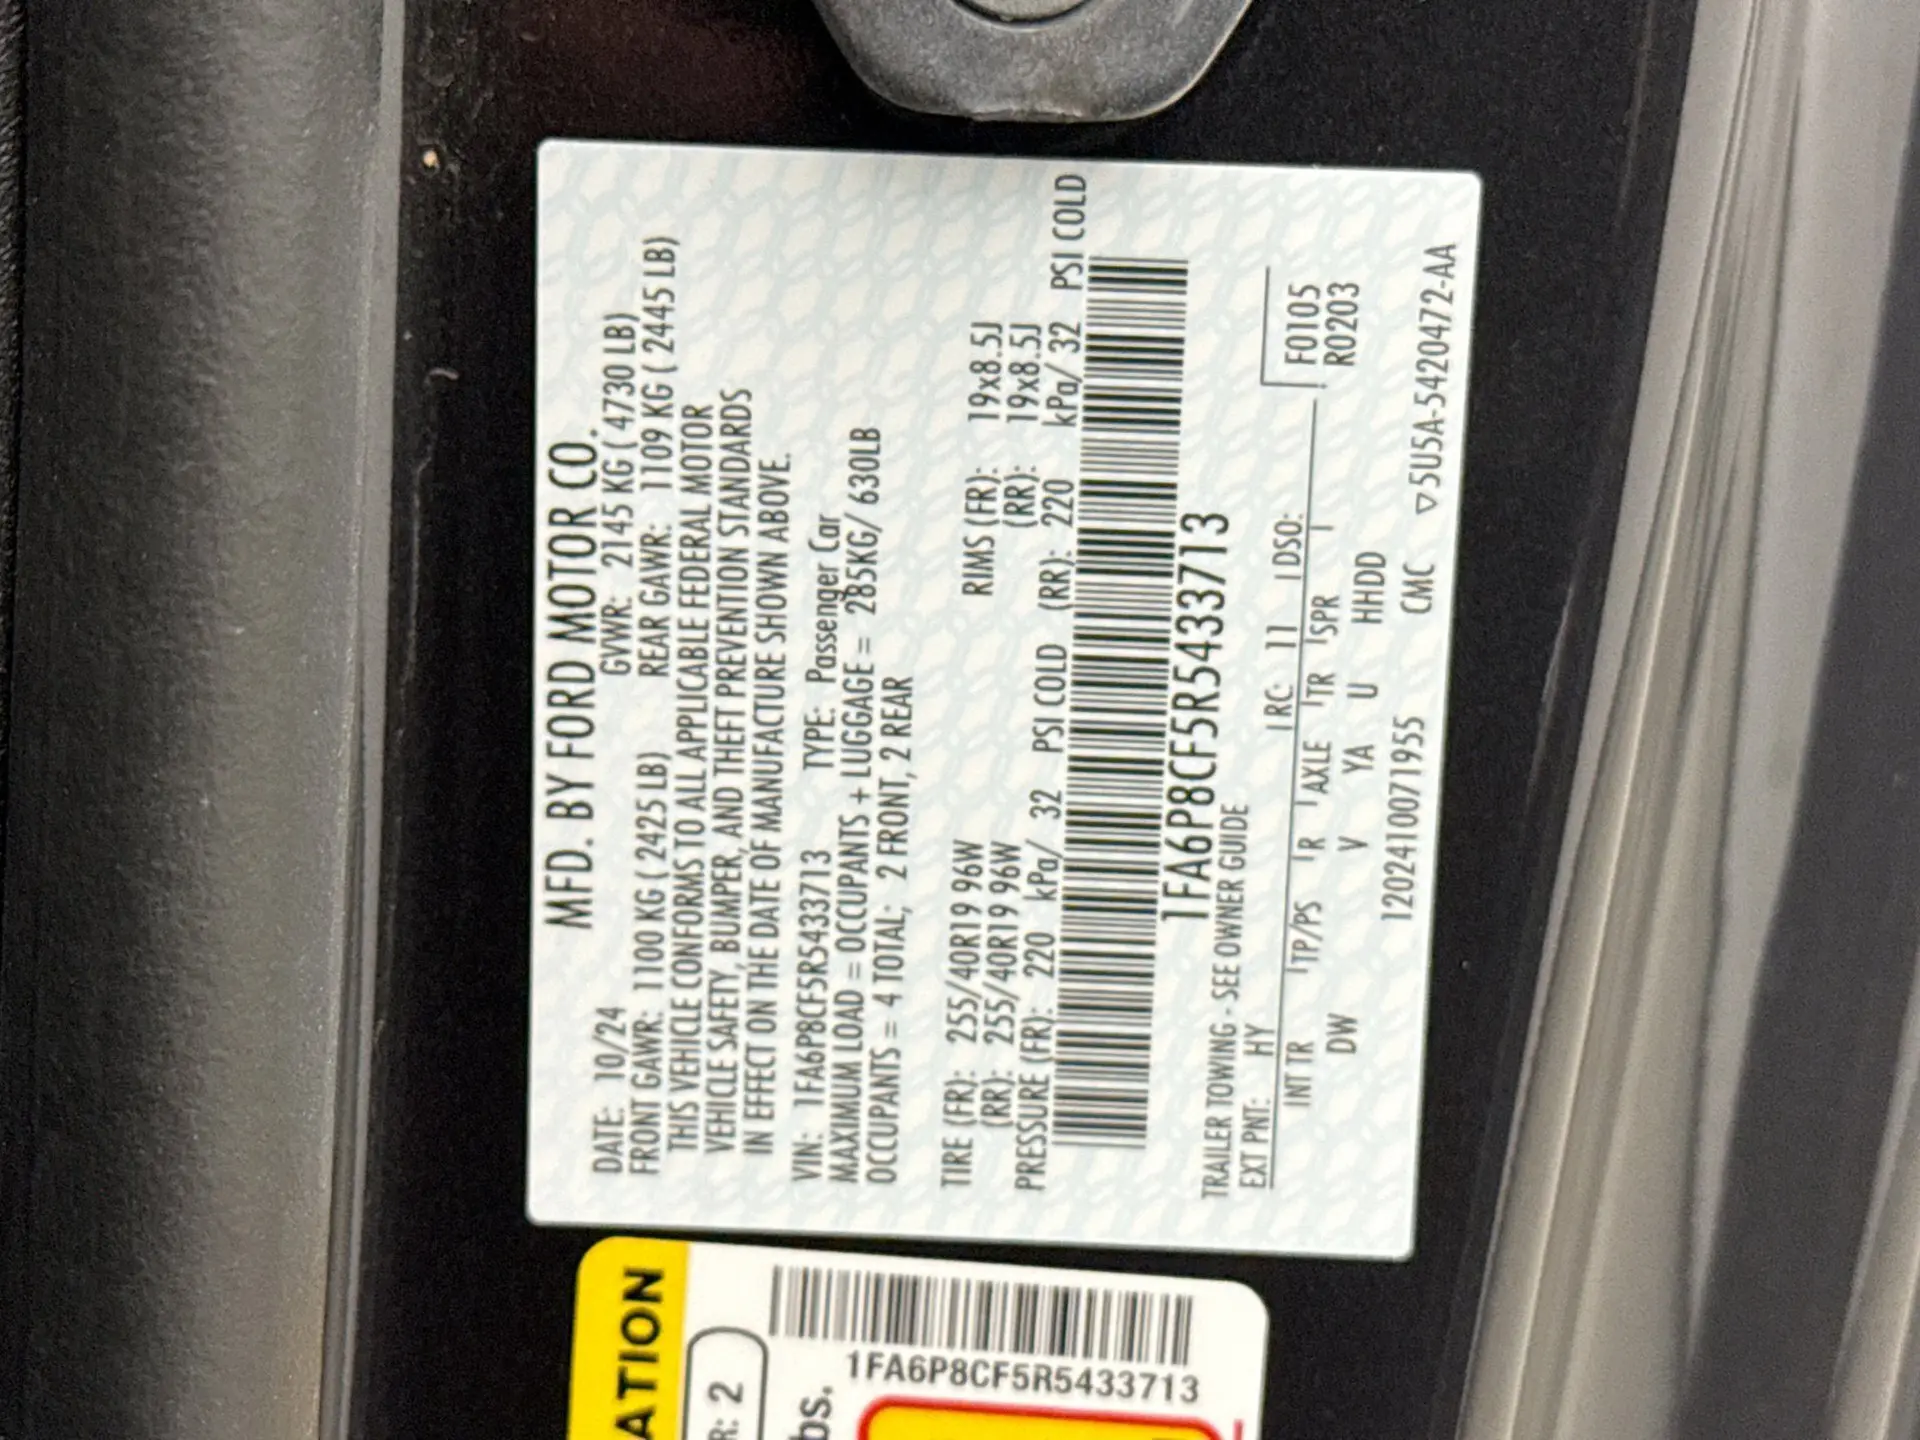 MFD. BY FORD MOTOR CO.
DATE: 10/24 GVWR: 2145 KG ( 4730 LB)
FRONT GAWR: 1100 KG ( 2425 LB) REAR GAWR: 1109 KG ( 2445 LB)
THIS VEHICLE CONFORMS TO ALL APPLICABLE FEDERAL MOTOR
VEHICLE SAFETY, BUMPER, AND THEFT PREVENTION STANDARDS
IN EFFECT ON THE DATE OF MANUFACTURE SHOWN ABOVE.
VIN: 1FA6P8CF5R5433713 TYPE: Passenger Car
MAXIMUM LOAD = OCCUPANTS + LUGGAGE = 285KG/ 630LB
OCCUPANTS = 4 TOTAL; 2 FRONT, 2 REAR
TIRE (FR): 255/40R19 96W RIMS (FR): 19x8.5J
(RR): 255/40R19 96W (RR): 19x8.5J
PRESSURE (FR): 220 kPa/ 32 PSI COLD (RR): 220 kPa/ 32 PSI COLD
1FA6P8CF5R5433713
TRAILER TOWING - SEE OWNER GUIDE
EXT PNT: HY RC: 11 DSO:
INT TR TP/PS R AXLE TR SPR F0105
DW V YA U HHDD R0203
1202410071955 CMC ▽5U5A-5420472-AA
ATION
R: 2
bs.
1FA6P8CF5R5433713